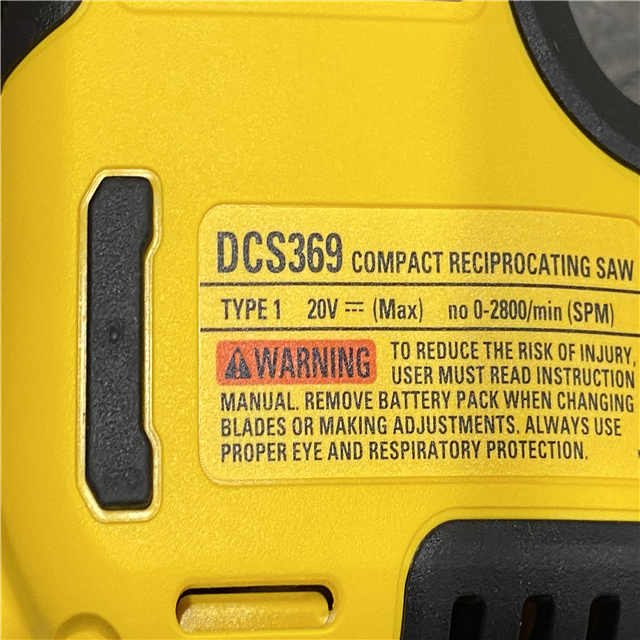 DCS369 COMPACT RECIPROCATING SAW
TYPE 1 20V ⎓ (Max) no 0-2800/min (SPM)
⚠WARNING TO REDUCE THE RISK OF INJURY,
USER MUST READ INSTRUCTION
MANUAL. REMOVE BATTERY PACK WHEN CHANGING
BLADES OR MAKING ADJUSTMENTS. ALWAYS USE
PROPER EYE AND RESPIRATORY PROTECTION.